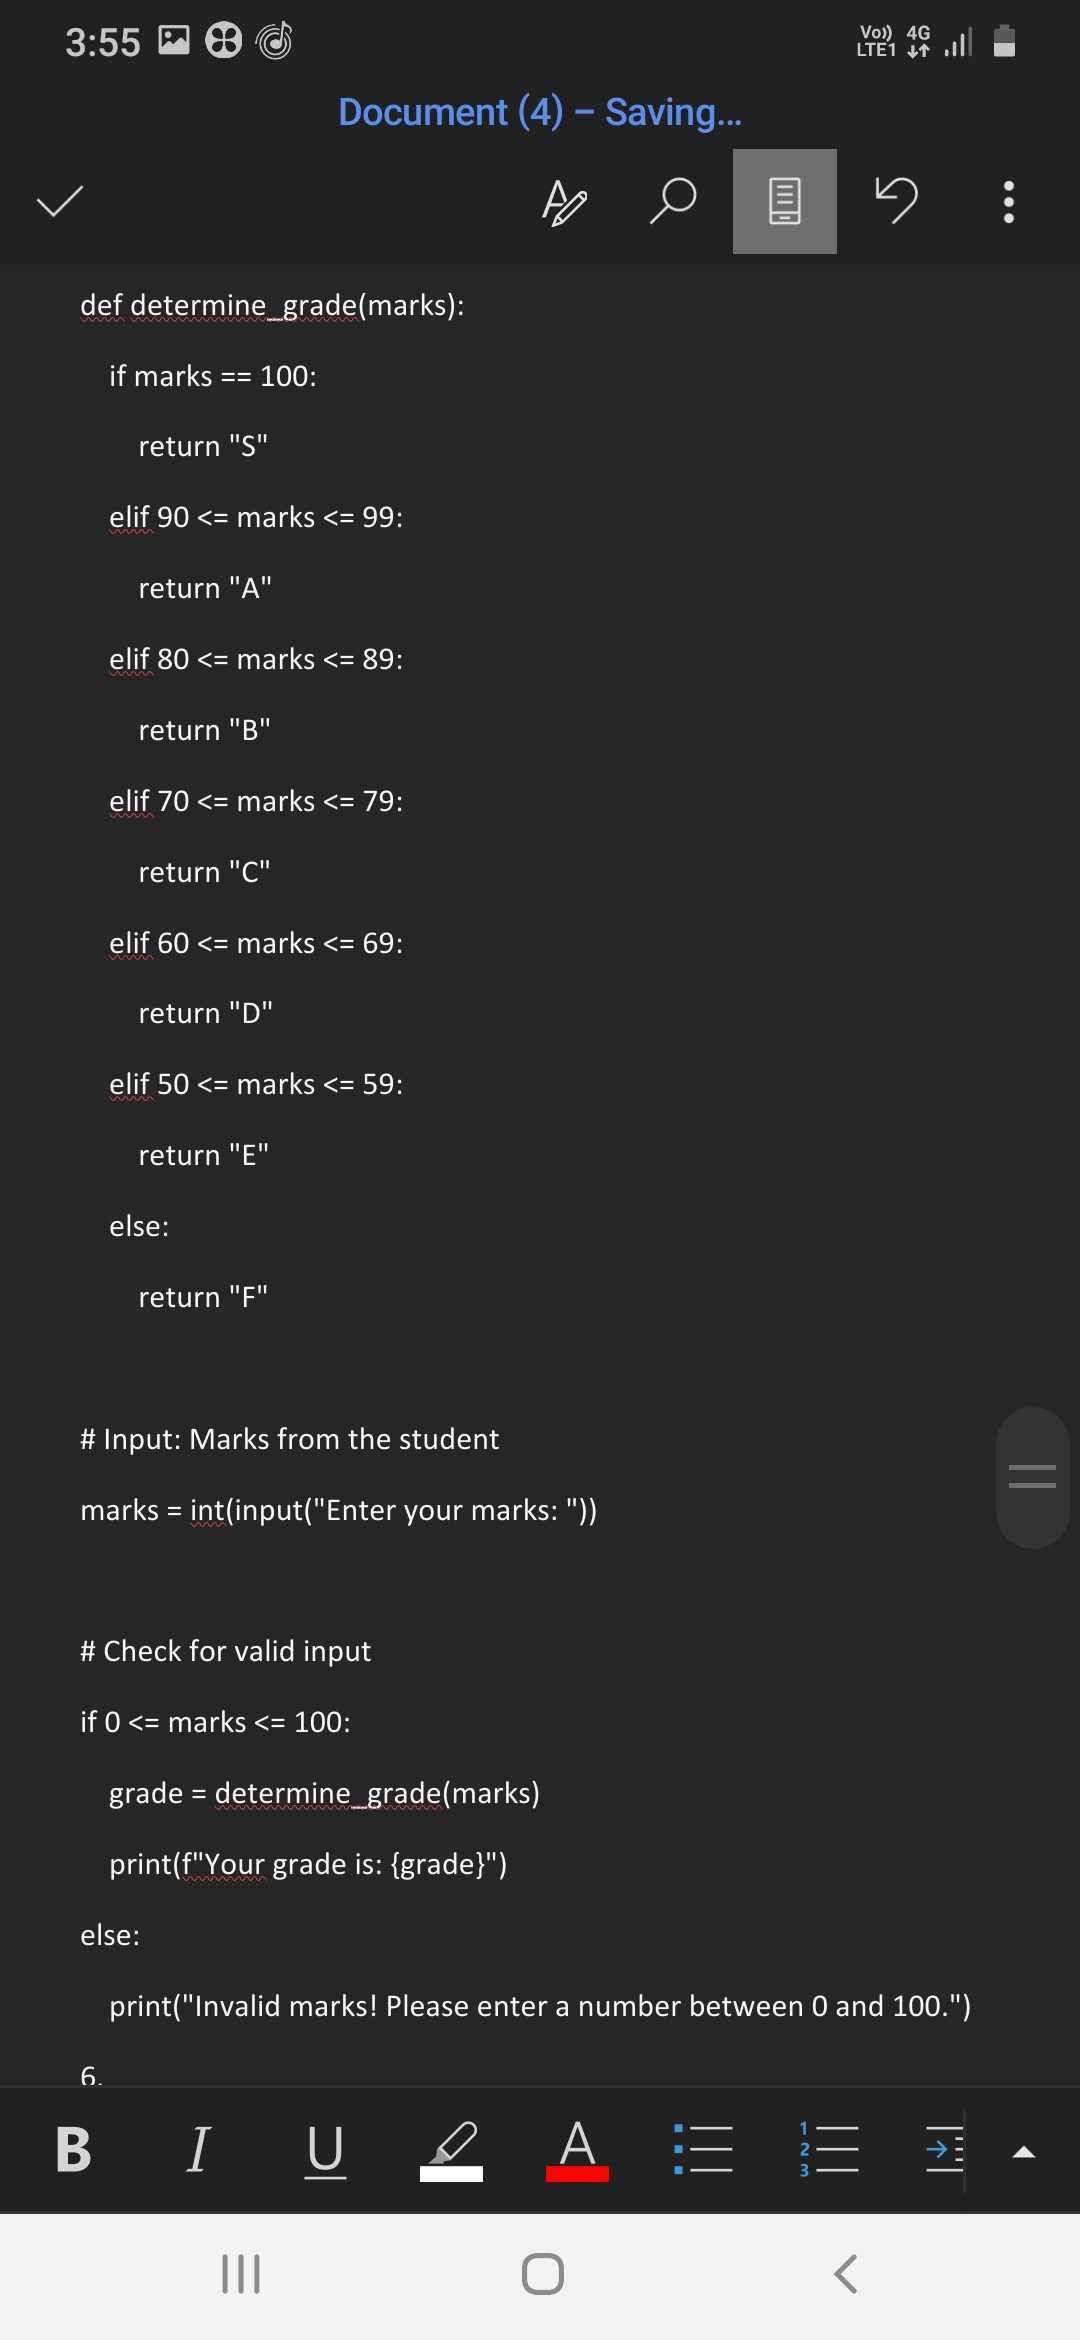 3:55 Vo)) 4G
LTE1
Document (4) – Saving...
def determine_grade(marks):
if marks == 100:
return "S"
elif 90 <= marks <= 99:
return "A"
elif 80 <= marks <= 89:
return "B"
elif 70 <= marks <= 79:
return "C"
elif 60 <= marks <= 69:
return "D"
elif 50 <= marks <= 59:
return "E"
else:
return "F"
# Input: Marks from the student
marks = int(input("Enter your marks: "))
# Check for valid input
if 0 <= marks <= 100:
grade = determine_grade(marks)
print(f"Your grade is: {grade}")
else:
print("Invalid marks! Please enter a number between 0 and 100.")
6.
B I U A 1 2 3